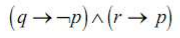 (q → ¬p) ∧ (r → p)